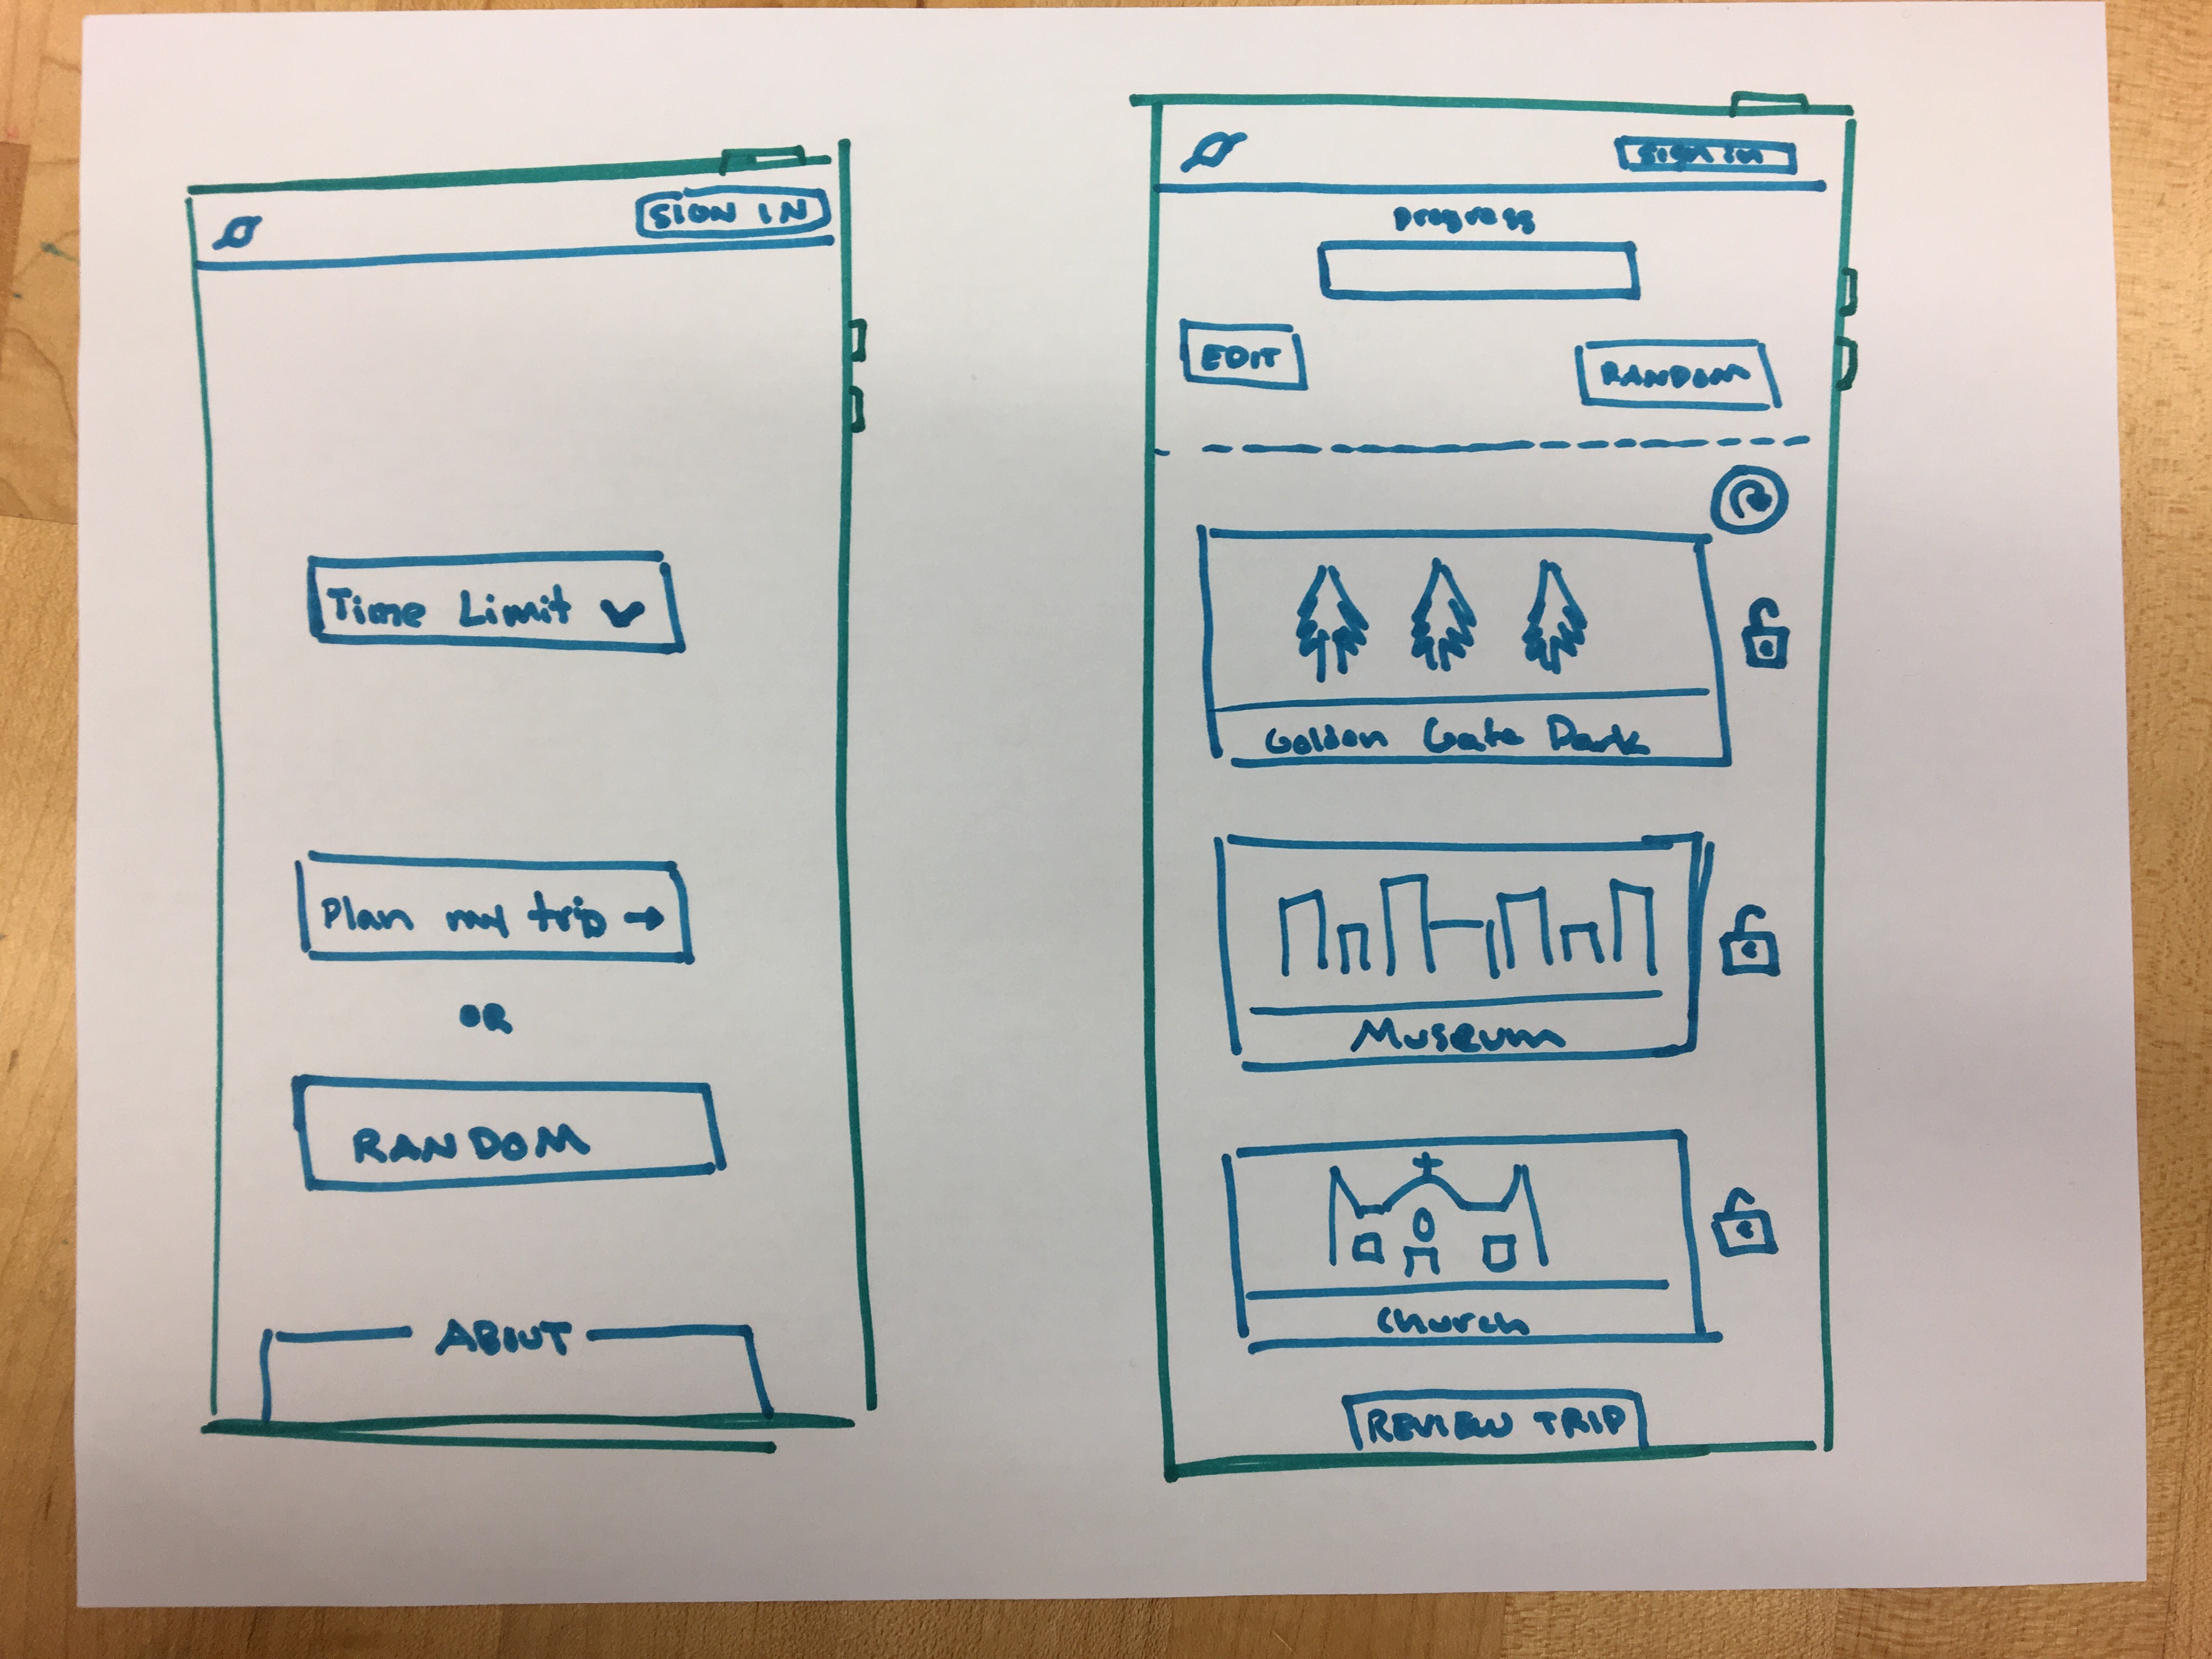 SIGN IN
Time Limit
Plan my trip →
OR
RANDOM
ABOUT
sign in
progress
EDIT
RANDOM
Golden Gate Park
Museum
Church
REVIEW TRIP